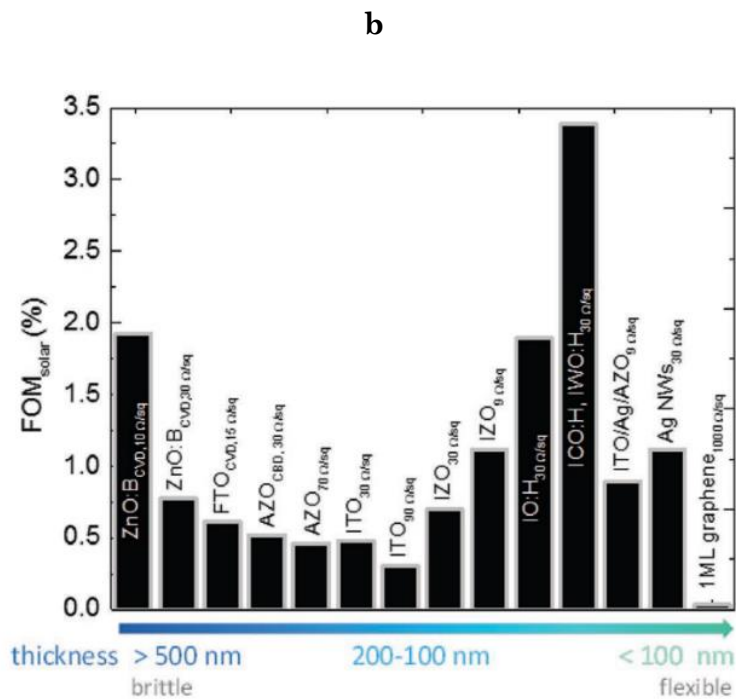 b
3.5
3.0
2.5
2.0
1.5
1.0
0.5
0.0
FOMsolar (%)
ZnO:BCVD,10 Ω/sq
ZnO:BCVD,30 Ω/sq
FTOCVD,15 Ω/sq
AZOCBD, 30 Ω/sq
AZO70 Ω/sq
ITO30 Ω/sq
ITO90 Ω/sq
IZO30 Ω/sq
IZO9 Ω/sq
IO:H30 Ω/sq
ICO:H, IWO:H30 Ω/sq
ITO/Ag/AZO9 Ω/sq
Ag NWs30 Ω/sq
1ML graphene1000Ω/sq
thickness > 500 nm 200-100 nm < 100 nm
brittle flexible